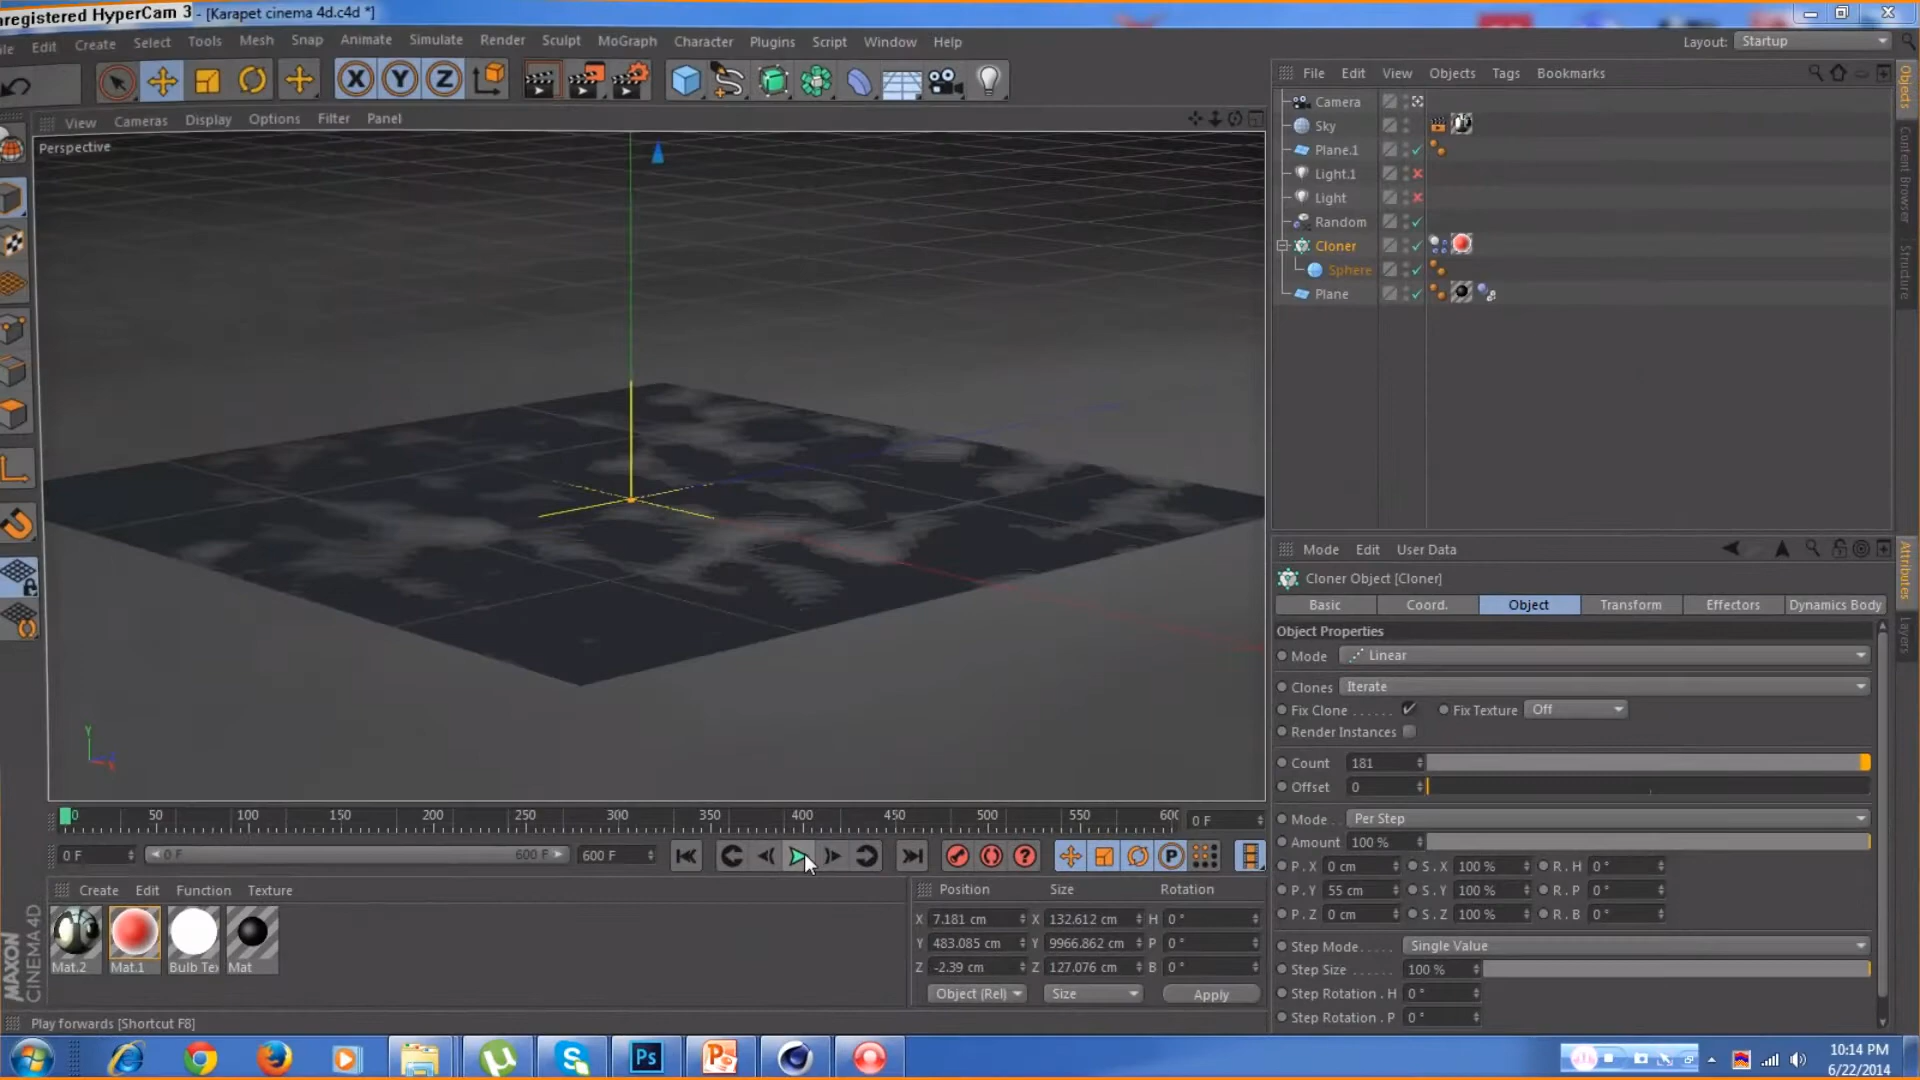 nregistered HyperCam 3 - [Karapet cinema 4d.c4d *]
Edit Create Select Tools Mesh Snap Animate Simulate Render Sculpt MoGraph Character Plugins Script Window Help
Layout: Startup
X Y Z
View Cameras Display Options Filter Panel
Perspective
Y
0 50 100 150 200 250 300 350 400 450 500 550 600 0 F
0 F 0 F 600 F 600 F
Create Edit Function Texture
Mat.2 Mat.1 Bulb Te Mat
MAXON CINEMA 4D
Position Size Rotation
X 7.181 cm X 132.612 cm H 0 °
Y 483.085 cm Y 9966.862 cm P 0 °
Z -2.39 cm Z 127.076 cm B 0 °
Object (Rel) Size Apply
Play forwards [Shortcut F8]
File Edit View Objects Tags Bookmarks
Camera
Sky
Plane.1
Light.1
Light
Random
Cloner
Sphere
Plane
Objects
Content Browser
Structure
Mode Edit User Data
Cloner Object [Cloner]
Basic Coord. Object Transform Effectors Dynamics Body
Object Properties
Mode Linear
Clones Iterate
Fix Clone ...... Fix Texture Off
Render Instances
Count 181
Offset 0
Mode . Per Step
Amount 100 %
P . X 0 cm S . X 100 % R . H 0 °
P . Y 55 cm S . Y 100 % R . P 0 °
P . Z 0 cm S . Z 100 % R . B 0 °
Step Mode..... Single Value
Step Size ...... 100 %
Step Rotation . H 0 °
Step Rotation . P 0 °
Attributes
Layers
Ps
P
10:14 PM
6/22/2014